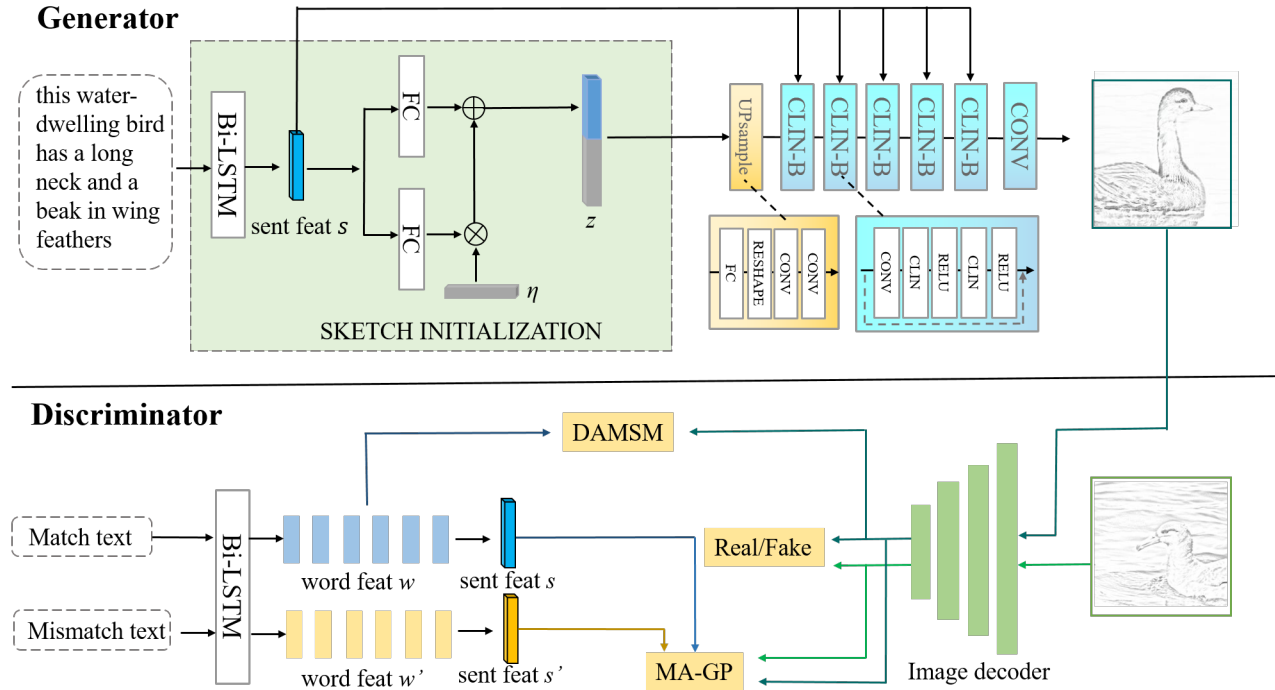 Generator
this water-
dwelling bird
has a long
neck and a
beak in wing
feathers
Bi-LSTM
sent feat s
FC
FC
η
z
SKETCH INITIALIZATION
UPsample
CLIN-B
CLIN-B
CLIN-B
CLIN-B
CLIN-B
CONV
FC
RESHAPE
CONV
CONV
CONV
CLIN
RELU
CLIN
RELU
Discriminator
Match text
Mismatch text
Bi-LSTM
word feat w
sent feat s
word feat w’
sent feat s’
DAMSM
Real/Fake
MA-GP
Image decoder